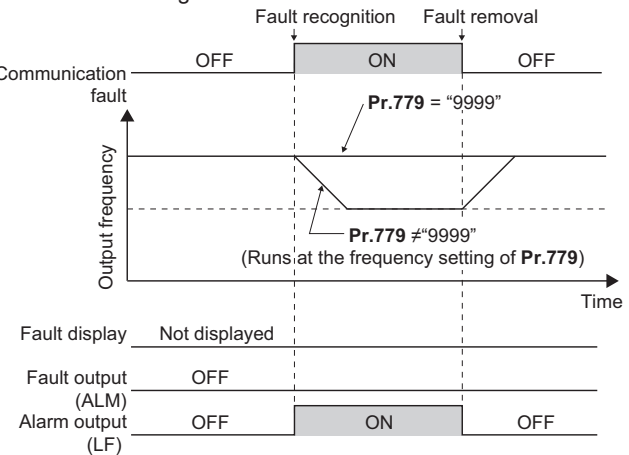 Fault recognition
Fault removal
OFF
ON
OFF
Communication
fault
Pr.779 = “9999”
Output frequency
Pr.779 ≠“9999”
(Runs at the frequency setting of Pr.779)
Time
Fault display
Not displayed
Fault output
(ALM)
OFF
Alarm output
(LF)
OFF
ON
OFF